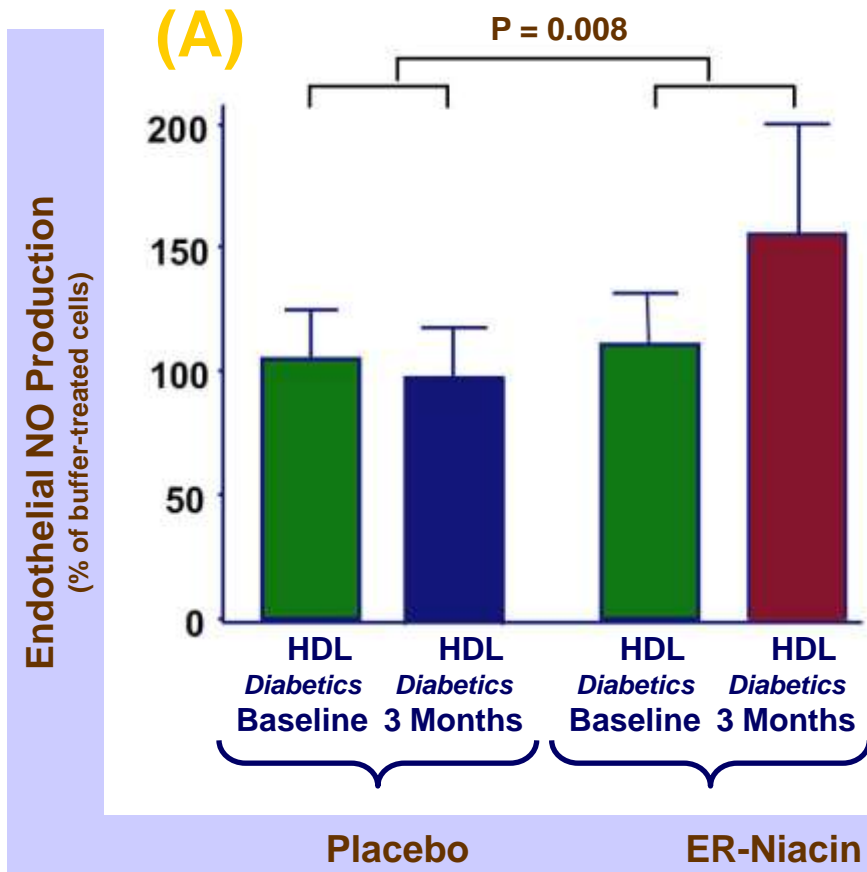 (A)
P = 0.008
Endothelial NO Production
(% of buffer-treated cells)
200
150
100
50
0
HDL HDL HDL HDL
Diabetics Diabetics Diabetics Diabetics
Baseline 3 Months Baseline 3 Months
Placebo ER-Niacin